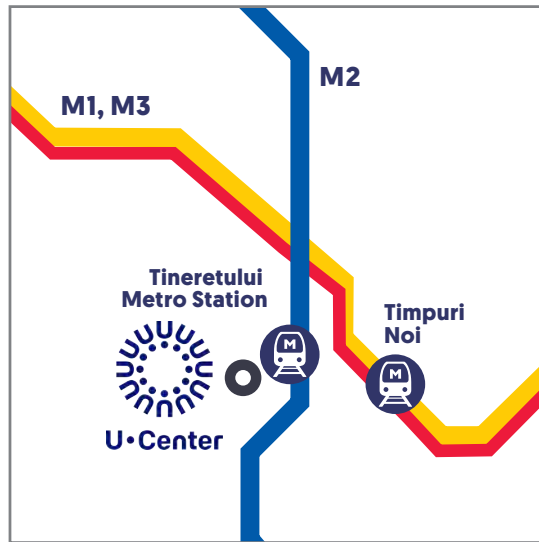 M2
M1, M3
Tineretului
Metro Station
Timpuri
Noi
M
M
U•Center